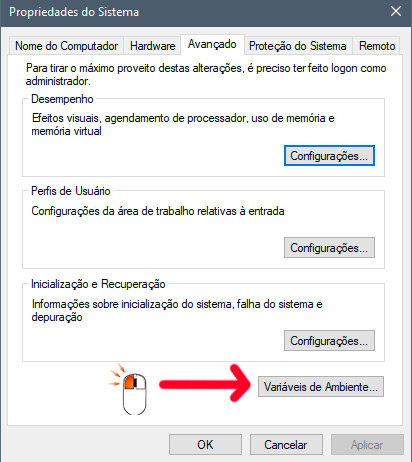 Propriedades do Sistema
Nome do Computador Hardware Avançado Proteção do Sistema Remoto
Para tirar o máximo proveito destas alterações, é preciso ter feito logon como
administrador.
Desempenho
Efeitos visuais, agendamento de processador, uso de memória e
memória virtual
Configurações...
Perfis de Usuário
Configurações da área de trabalho relativas à entrada
Configurações...
Inicialização e Recuperação
Informações sobre inicialização do sistema, falha do sistema e
depuração
Configurações...
Variáveis de Ambiente...
OK Cancelar Aplicar